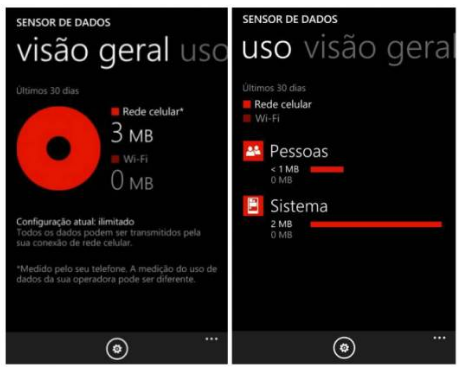 SENSOR DE DADOS
visão geral uso
Últimos 30 dias
Rede celular*
3 MB
Wi-Fi
0 MB
Configuração atual: ilimitado
Todos os dados podem ser transmitidos pela
sua conexão de rede celular.
*Medido pelo seu telefone. A medição do uso de
dados da sua operadora pode ser diferente.
...
SENSOR DE DADOS
uso visão geral
Últimos 30 dias
Rede celular
Wi-Fi
Pessoas
< 1 MB
0 MB
Sistema
2 MB
0 MB
...